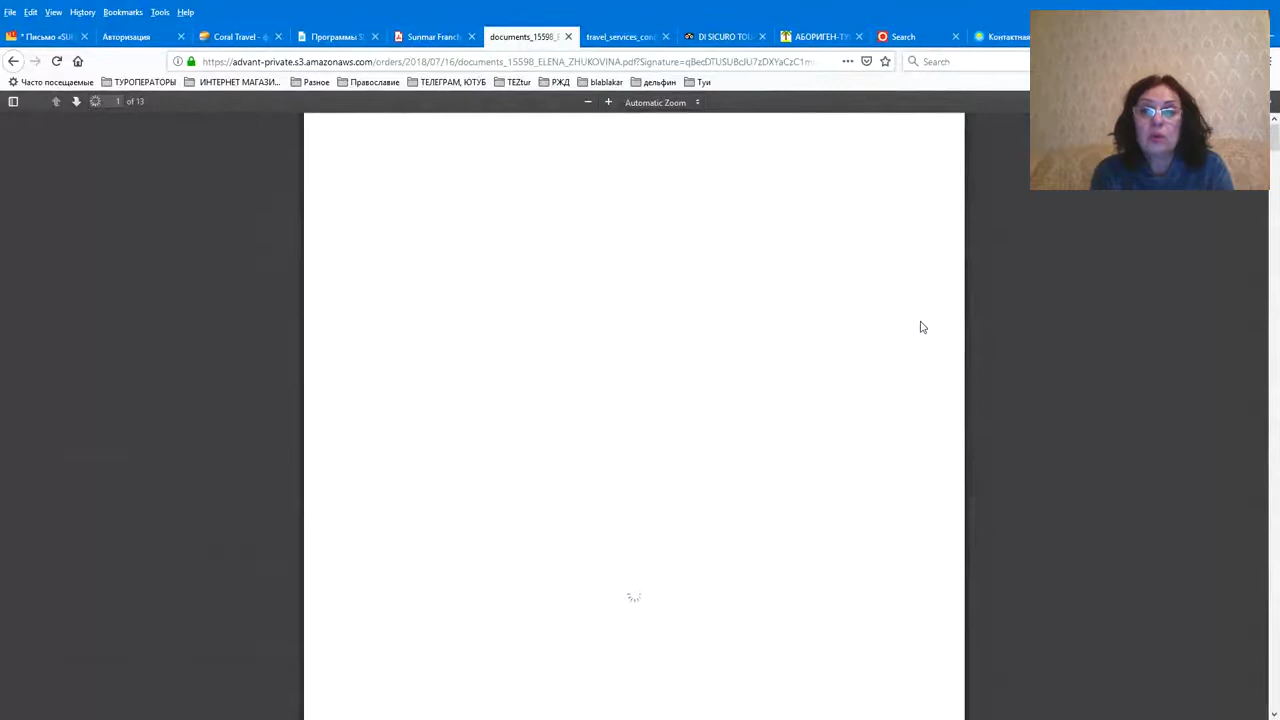 File Edit View History Bookmarks Tools Help
* Письмо «SU Авторизация Coral Travel - Программы S Sunmar Franch documents_15598_ travel_services_con DI SICURO TOU АБОРИГЕН-ТУ Search Контактная
https://advant-private.s3.amazonaws.com/orders/2018/07/16/documents_15598_ELENA_ZHUKOVINA.pdf?Signature= Search
Часто посещаемые ТУРОПЕРАТОРЫ ИНТЕРНЕТ МАГАЗИ... Разное Православие ТЕЛЕГРАМ, ЮТУБ TEZtur РЖД blablakar дельфин Туи
1 of 13 − + Automatic Zoom